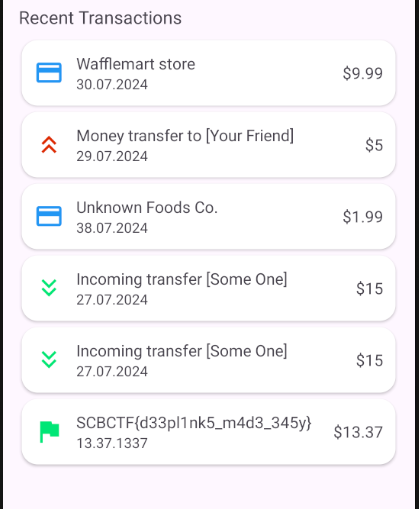 Recent Transactions
Wafflemart store
30.07.2024
$9.99
Money transfer to [Your Friend]
29.07.2024
$5
Unknown Foods Co.
38.07.2024
$1.99
Incoming transfer [Some One]
27.07.2024
$15
Incoming transfer [Some One]
27.07.2024
$15
SCBCTF{d33pl1nk5_m4d3_345y}
13.37.1337
$13.37